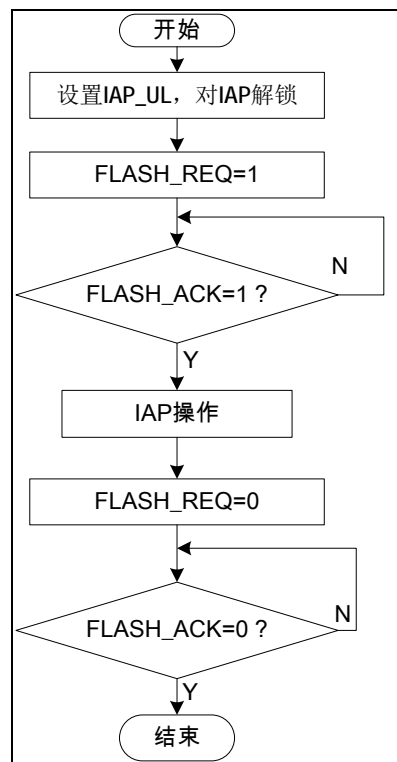 开始
设置IAP_UL，对IAP解锁
FLASH_REQ=1
N
FLASH_ACK=1 ?
Y
IAP操作
FLASH_REQ=0
N
FLASH_ACK=0 ?
Y
结束